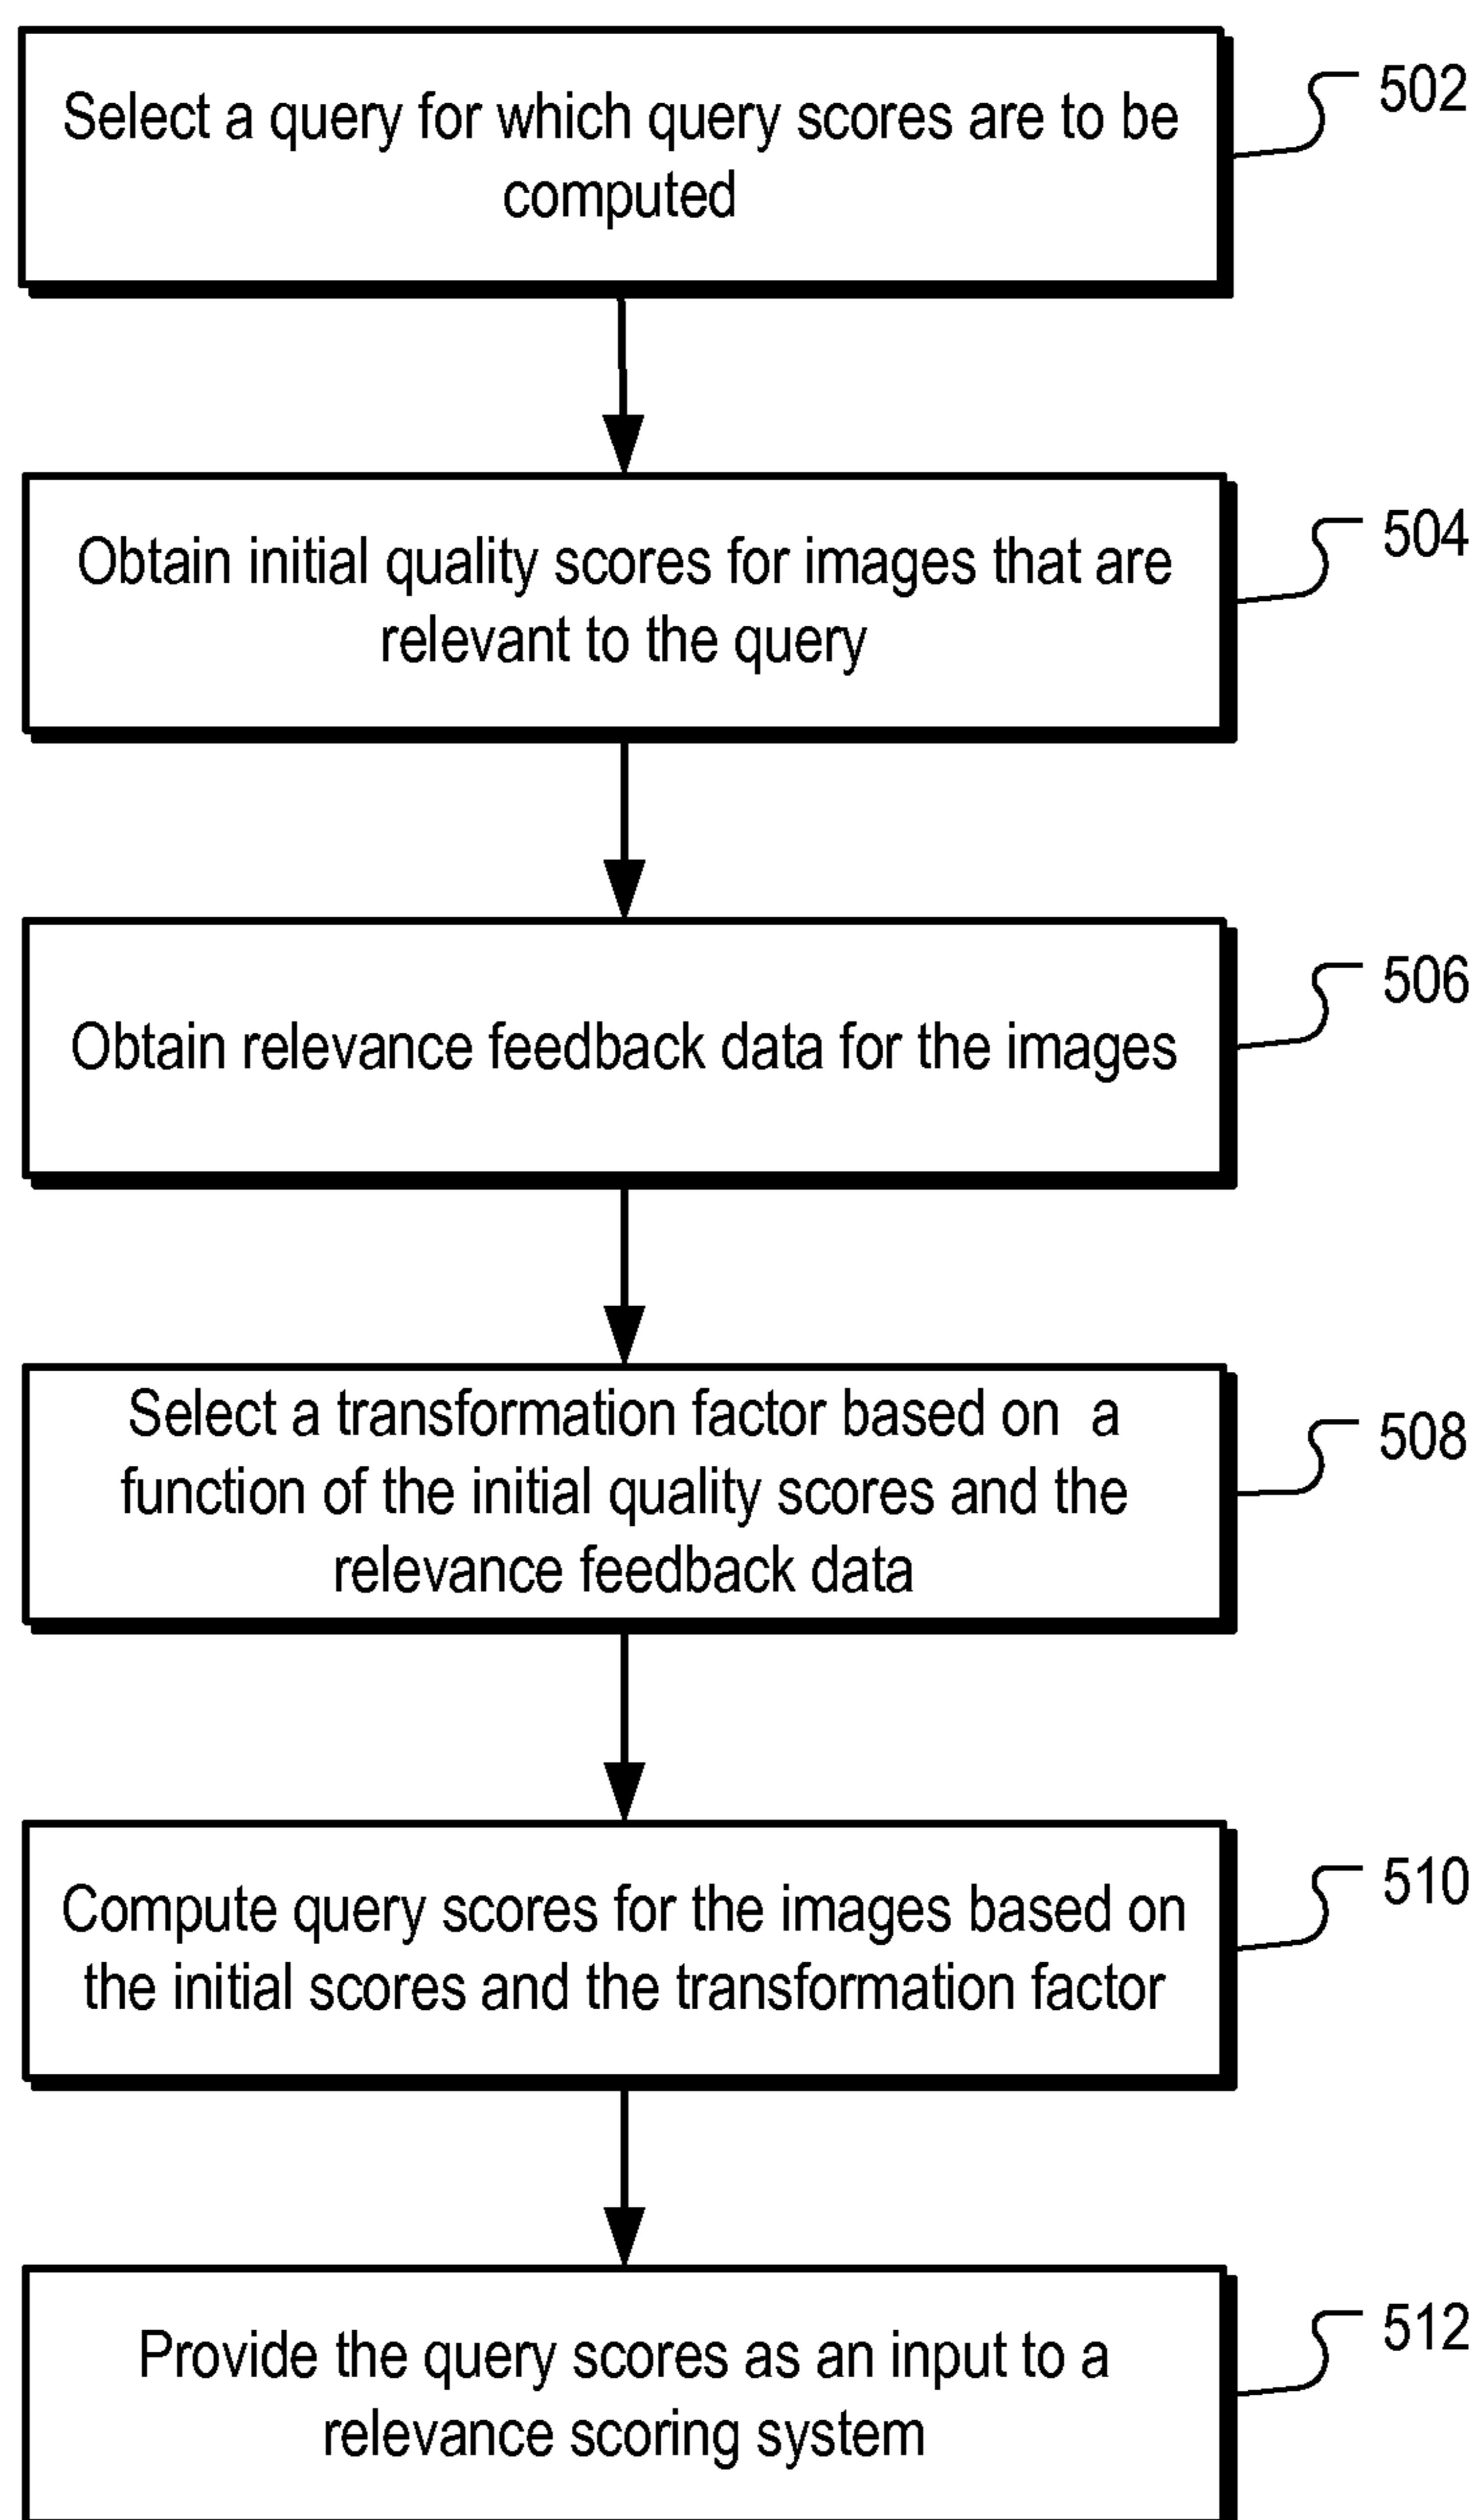 Select a query for which query scores are to be
computed
502
Obtain initial quality scores for images that are
relevant to the query
504
Obtain relevance feedback data for the images
506
Select a transformation factor based on a
function of the initial quality scores and the
relevance feedback data
508
Compute query scores for the images based on
the initial scores and the transformation factor
510
Provide the query scores as an input to a
relevance scoring system
512